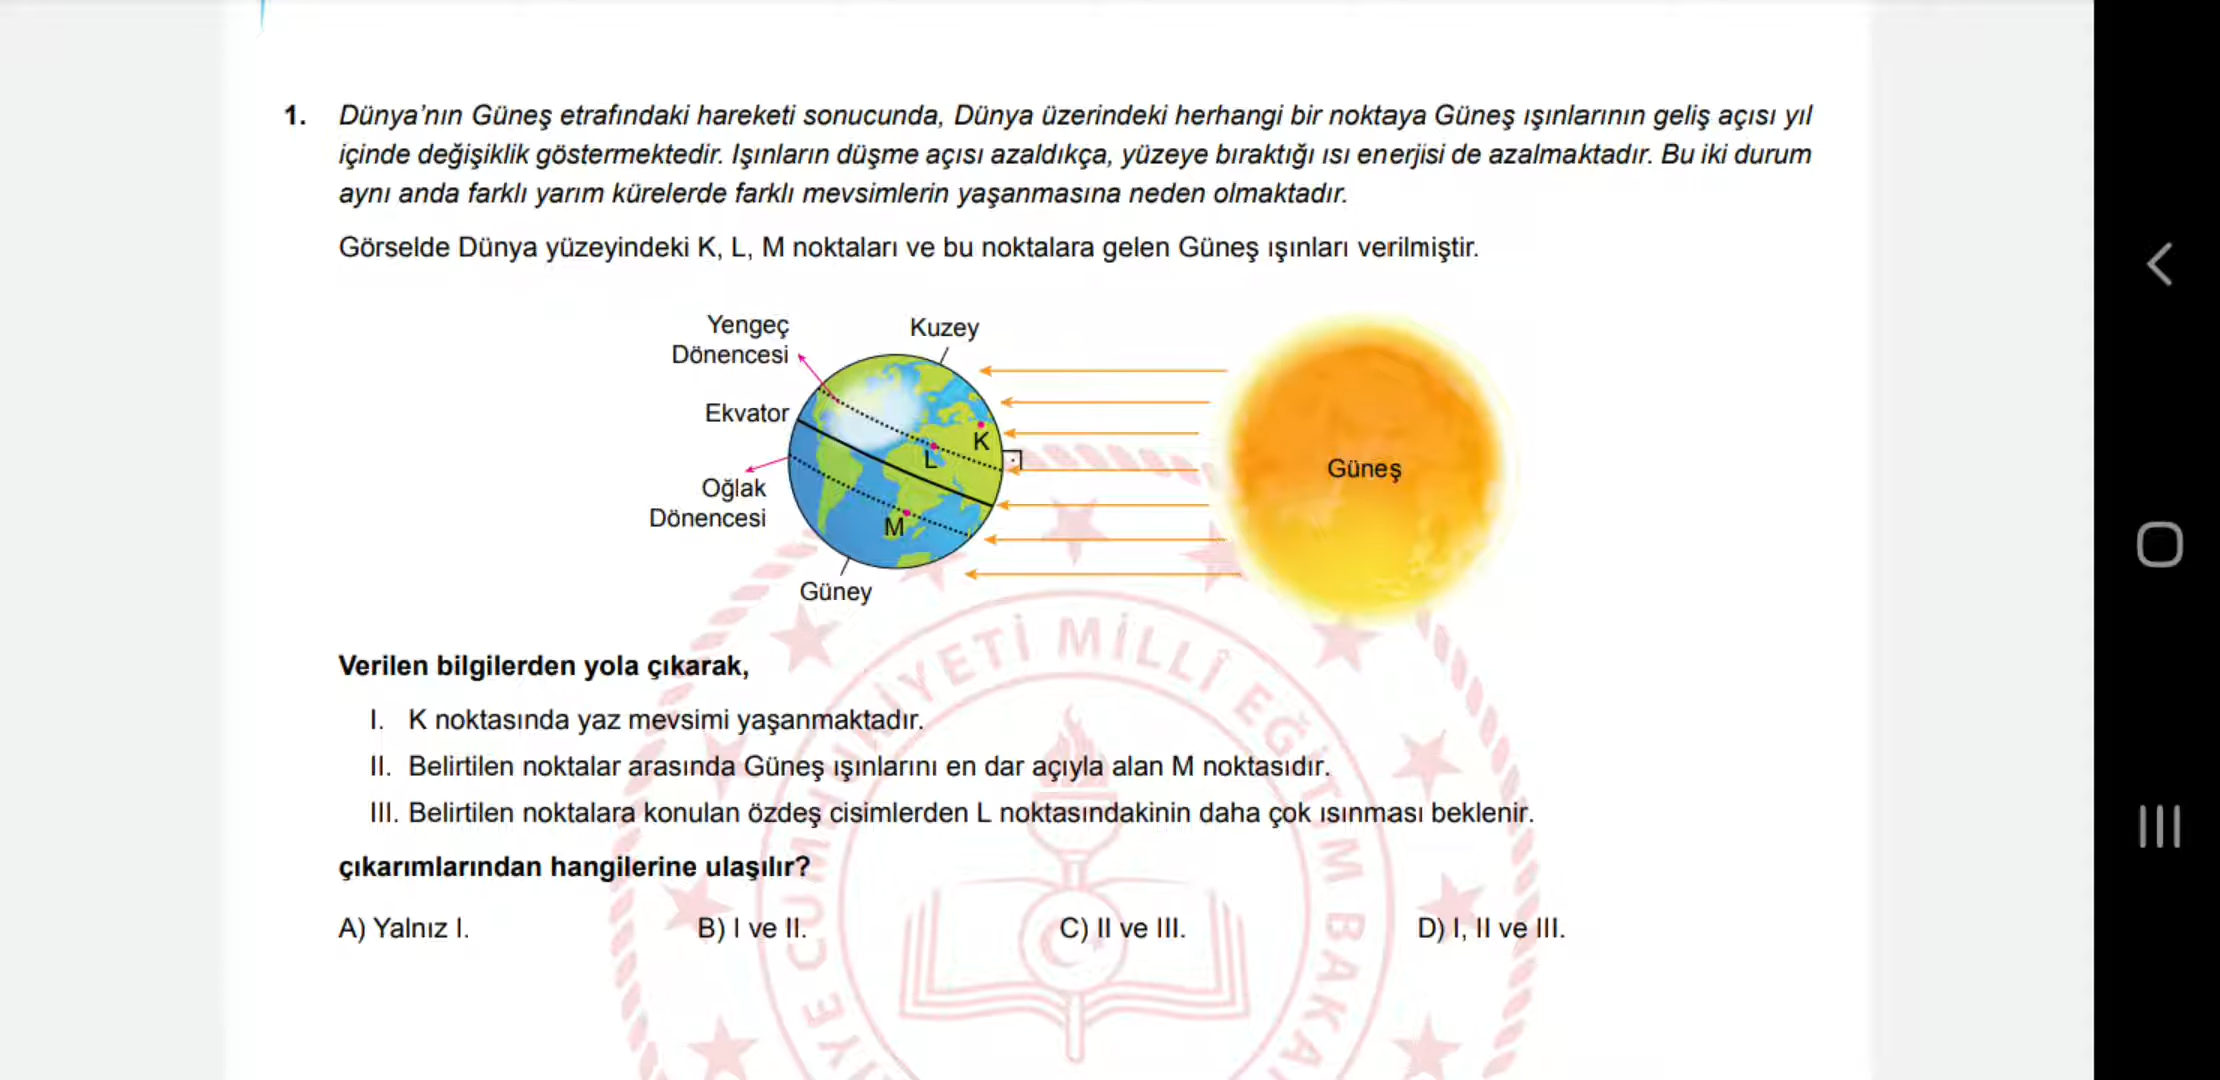 1. Dünya'nın Güneş etrafındaki hareketi sonucunda, Dünya üzerindeki herhangi bir noktaya Güneş ışınlarının geliş açısı yıl
içinde değişiklik göstermektedir. Işınların düşme açısı azaldıkça, yüzeye bıraktığı ısı enerjisi de azalmaktadır. Bu iki durum
aynı anda farklı yarım kürelerde farklı mevsimlerin yaşanmasına neden olmaktadır.
Görselde Dünya yüzeyindeki K, L, M noktaları ve bu noktalara gelen Güneş ışınları verilmiştir.
Yengeç
Dönencesi
Kuzey
Ekvator
K
L
Güneş
Oğlak
Dönencesi
M
Güney
Verilen bilgilerden yola çıkarak,
I. K noktasında yaz mevsimi yaşanmaktadır.
II. Belirtilen noktalar arasında Güneş ışınlarını en dar açıyla alan M noktasıdır.
III. Belirtilen noktalara konulan özdeş cisimlerden L noktasındakinin daha çok ısınması beklenir.
çıkarımlarından hangilerine ulaşılır?
A) Yalnız I. B) I ve II. C) II ve III. D) I, II ve III.
MİLLÎ EĞİTİM